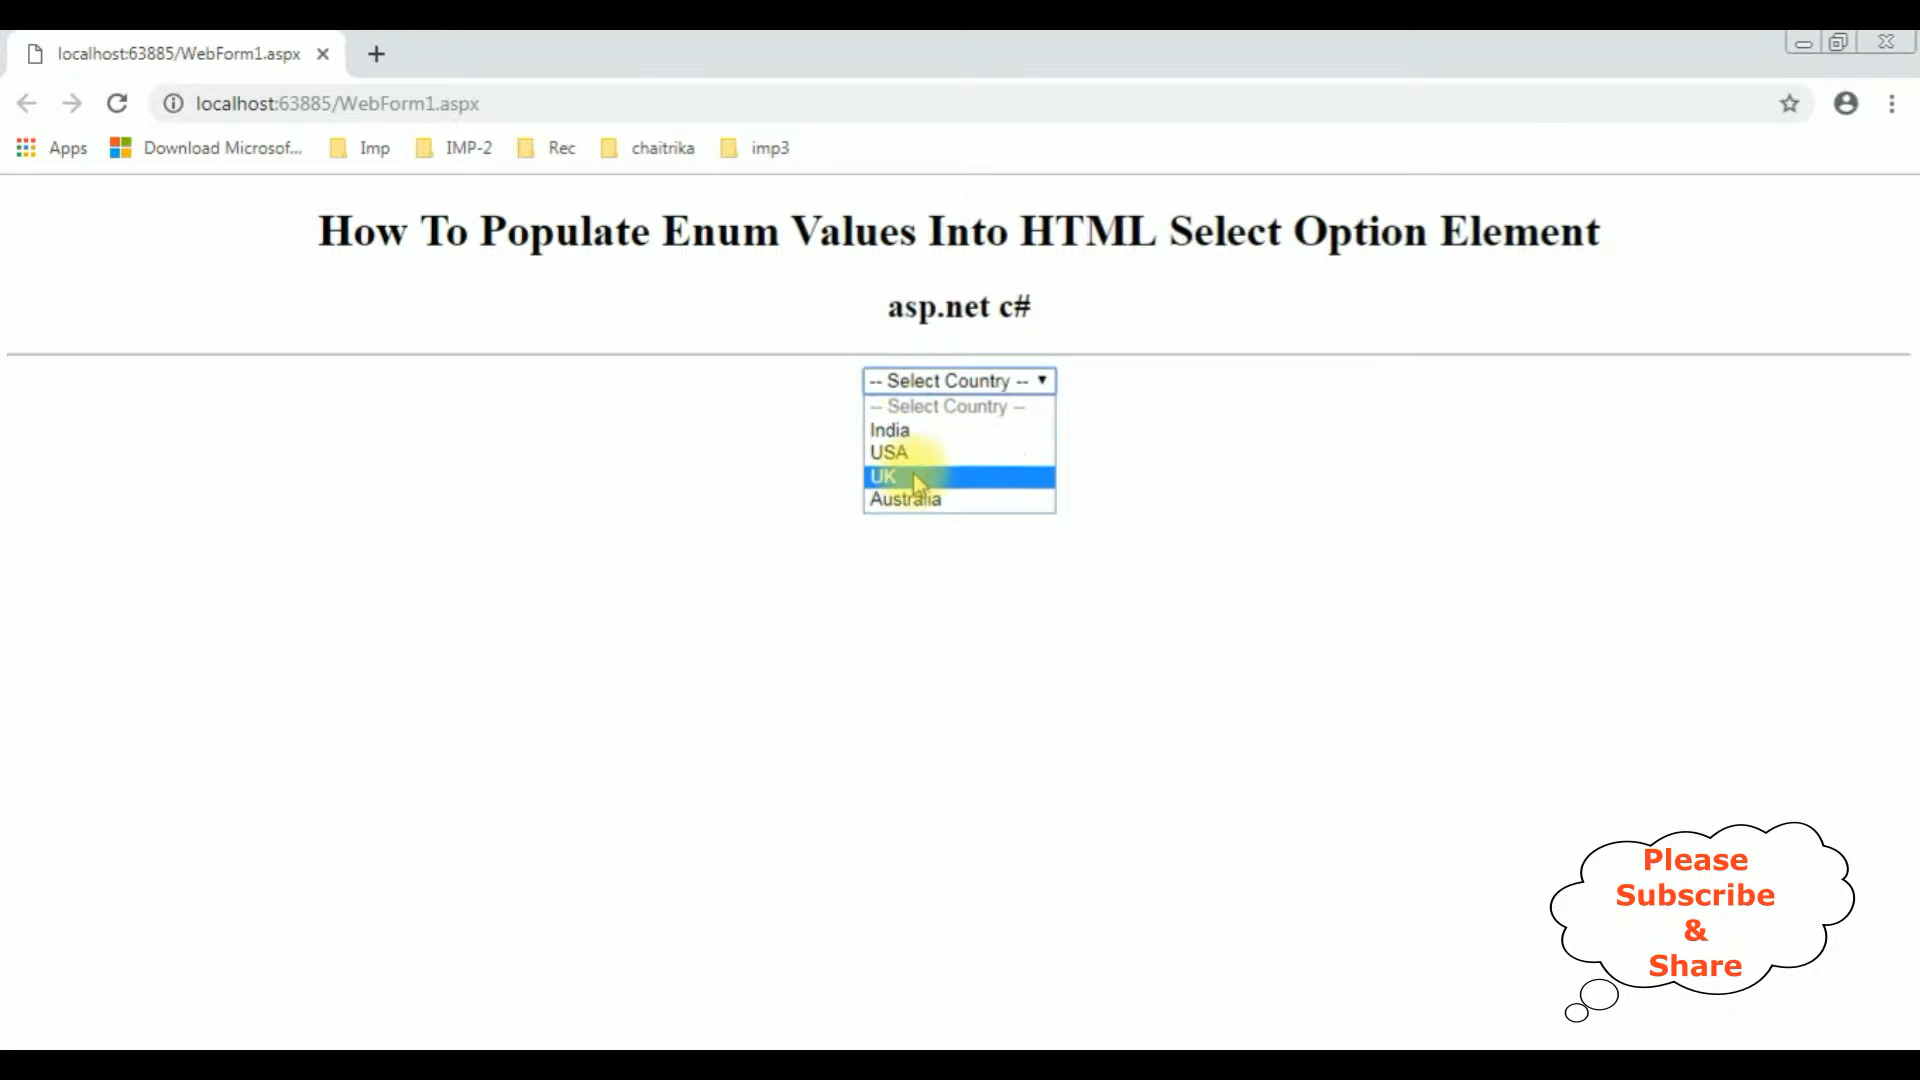 localhost:63885/WebForm1.aspx
localhost:63885/WebForm1.aspx
Apps Download Microsof... Imp IMP-2 Rec chaitrika imp3
How To Populate Enum Values Into HTML Select Option Element
asp.net c#
-- Select Country --
-- Select Country --
India
USA
UK
Australia
Please
Subscribe
&
Share